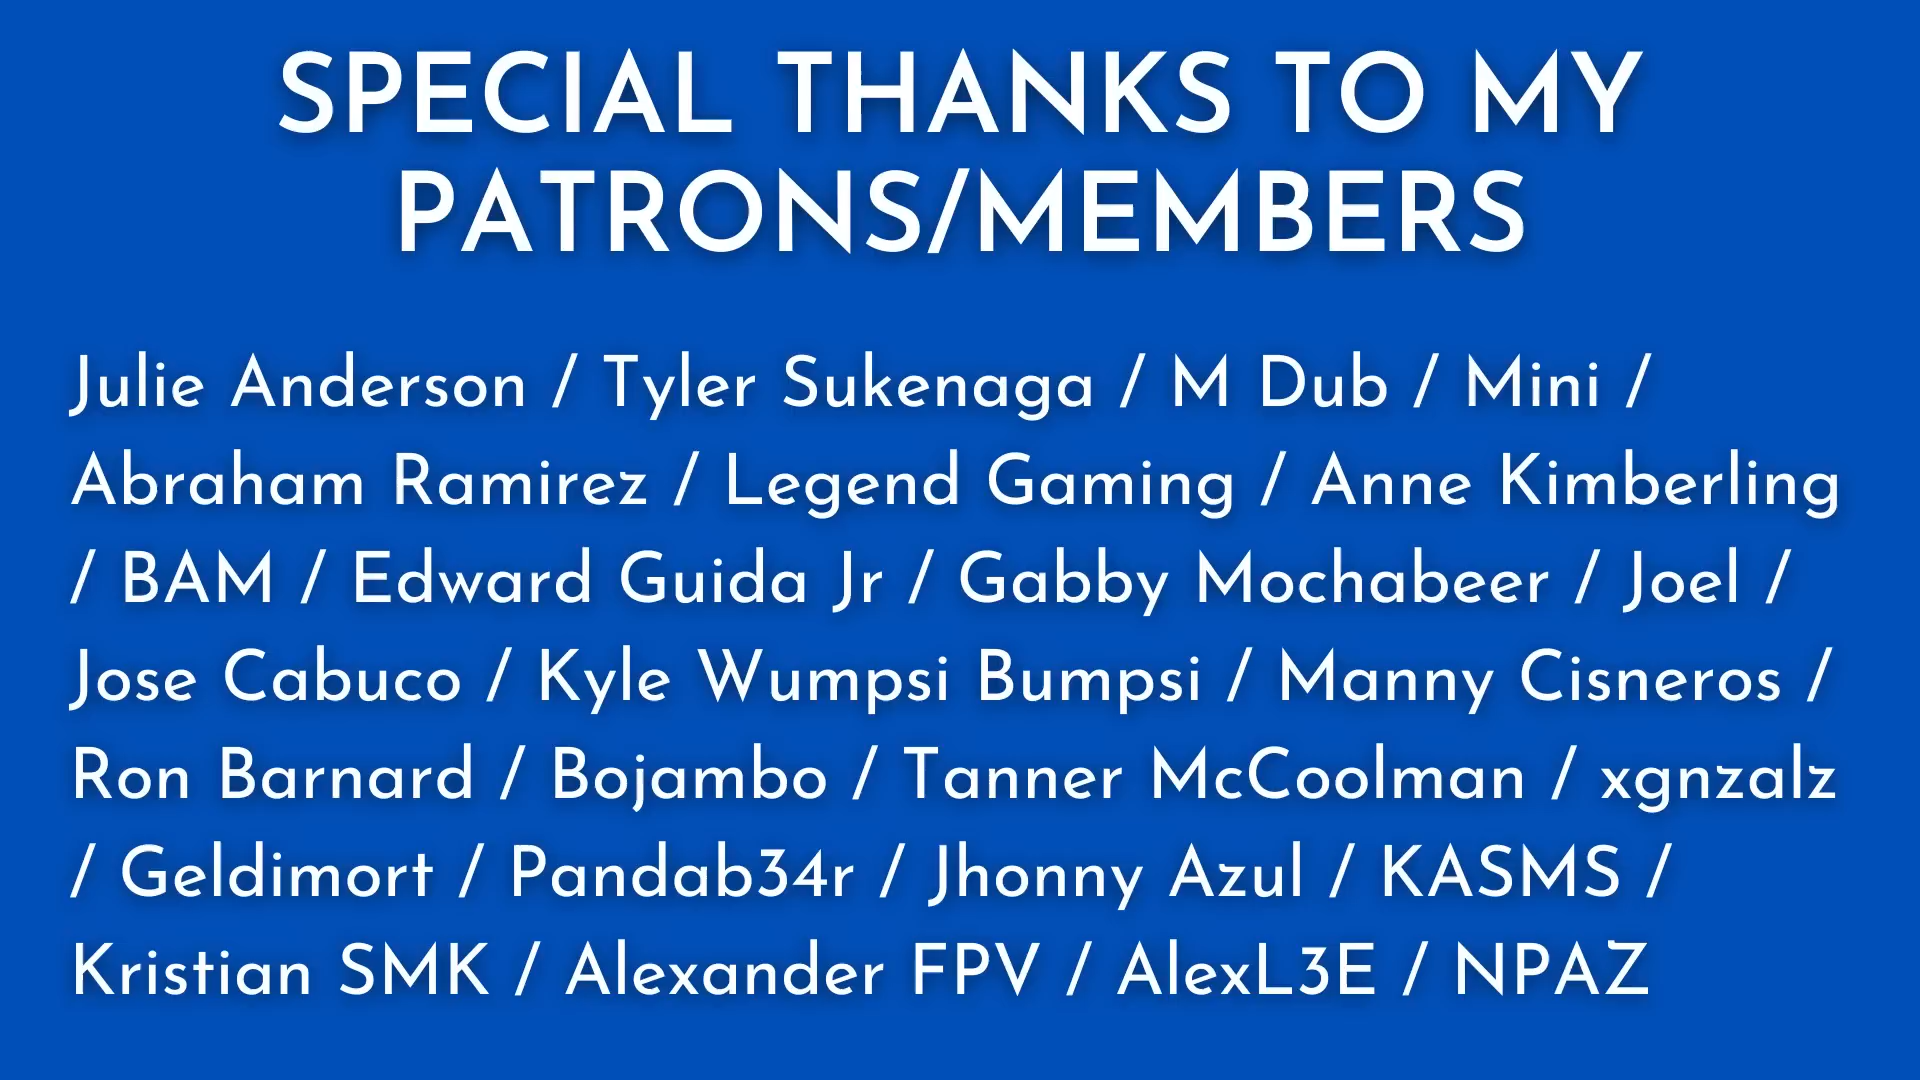 SPECIAL THANKS TO MY
PATRONS/MEMBERS
Julie Anderson / Tyler Sukenaga / M Dub / Mini /
Abraham Ramirez / Legend Gaming / Anne Kimberling
/ BAM / Edward Guida Jr / Gabby Mochabeer / Joel /
Jose Cabuco / Kyle Wumpsi Bumpsi / Manny Cisneros /
Ron Barnard / Bojambo / Tanner McCoolman / xgnzalz
/ Geldimort / Pandab34r / Jhonny Azul / KASMS /
Kristian SMK / Alexander FPV / AlexL3E / NPAZ